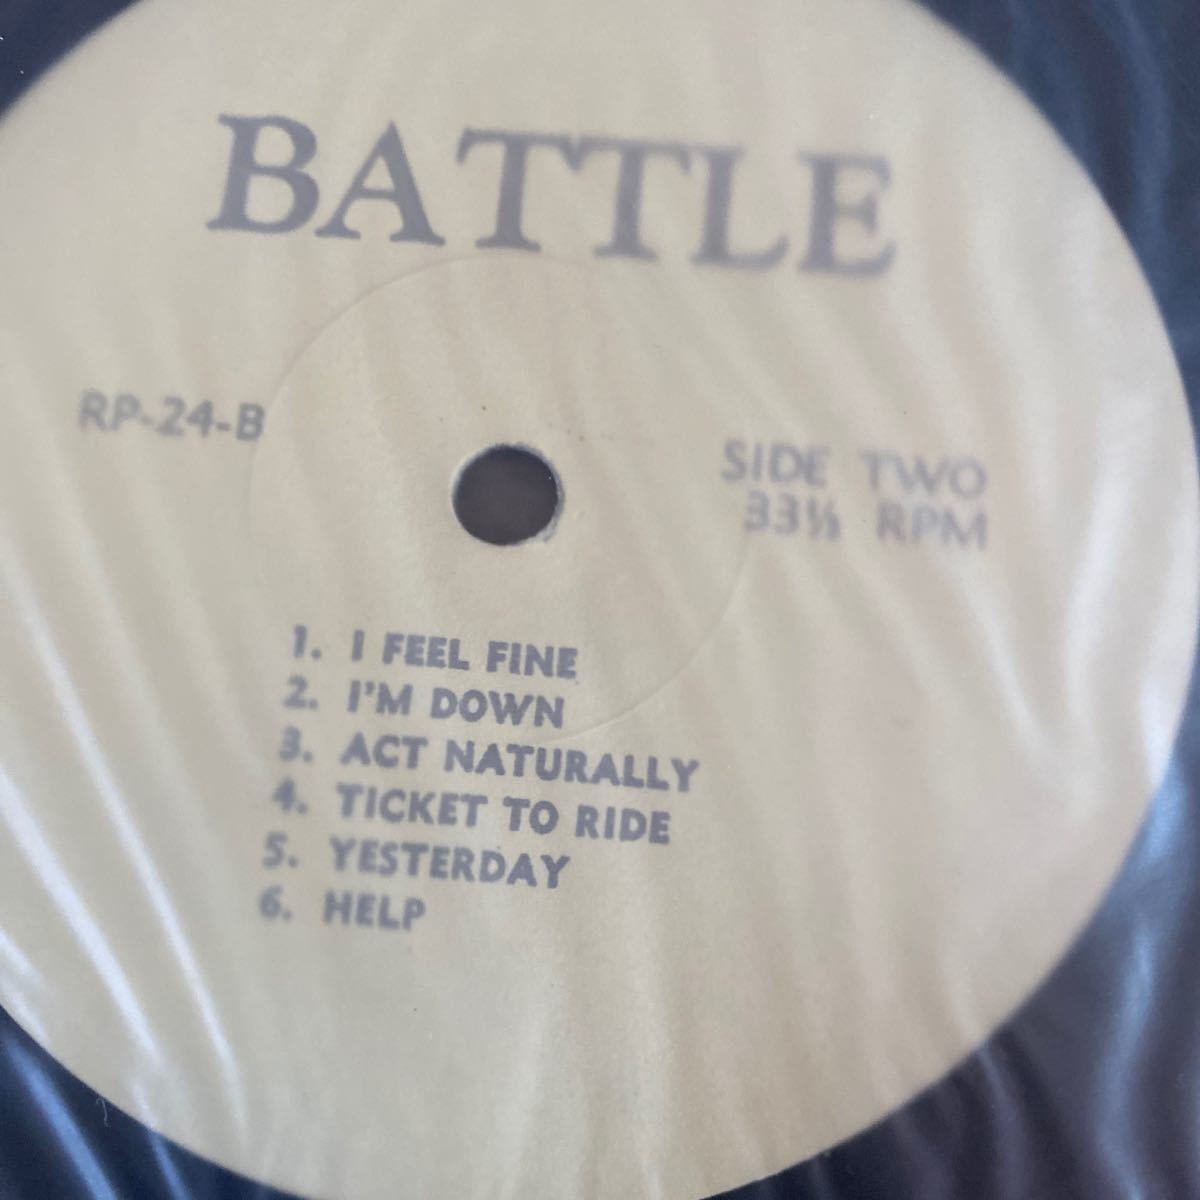 BATTLE
RP-24-B
SIDE TWO
33⅓ RPM
1. I FEEL FINE
2. I'M DOWN
3. ACT NATURALLY
4. TICKET TO RIDE
5. YESTERDAY
6. HELP